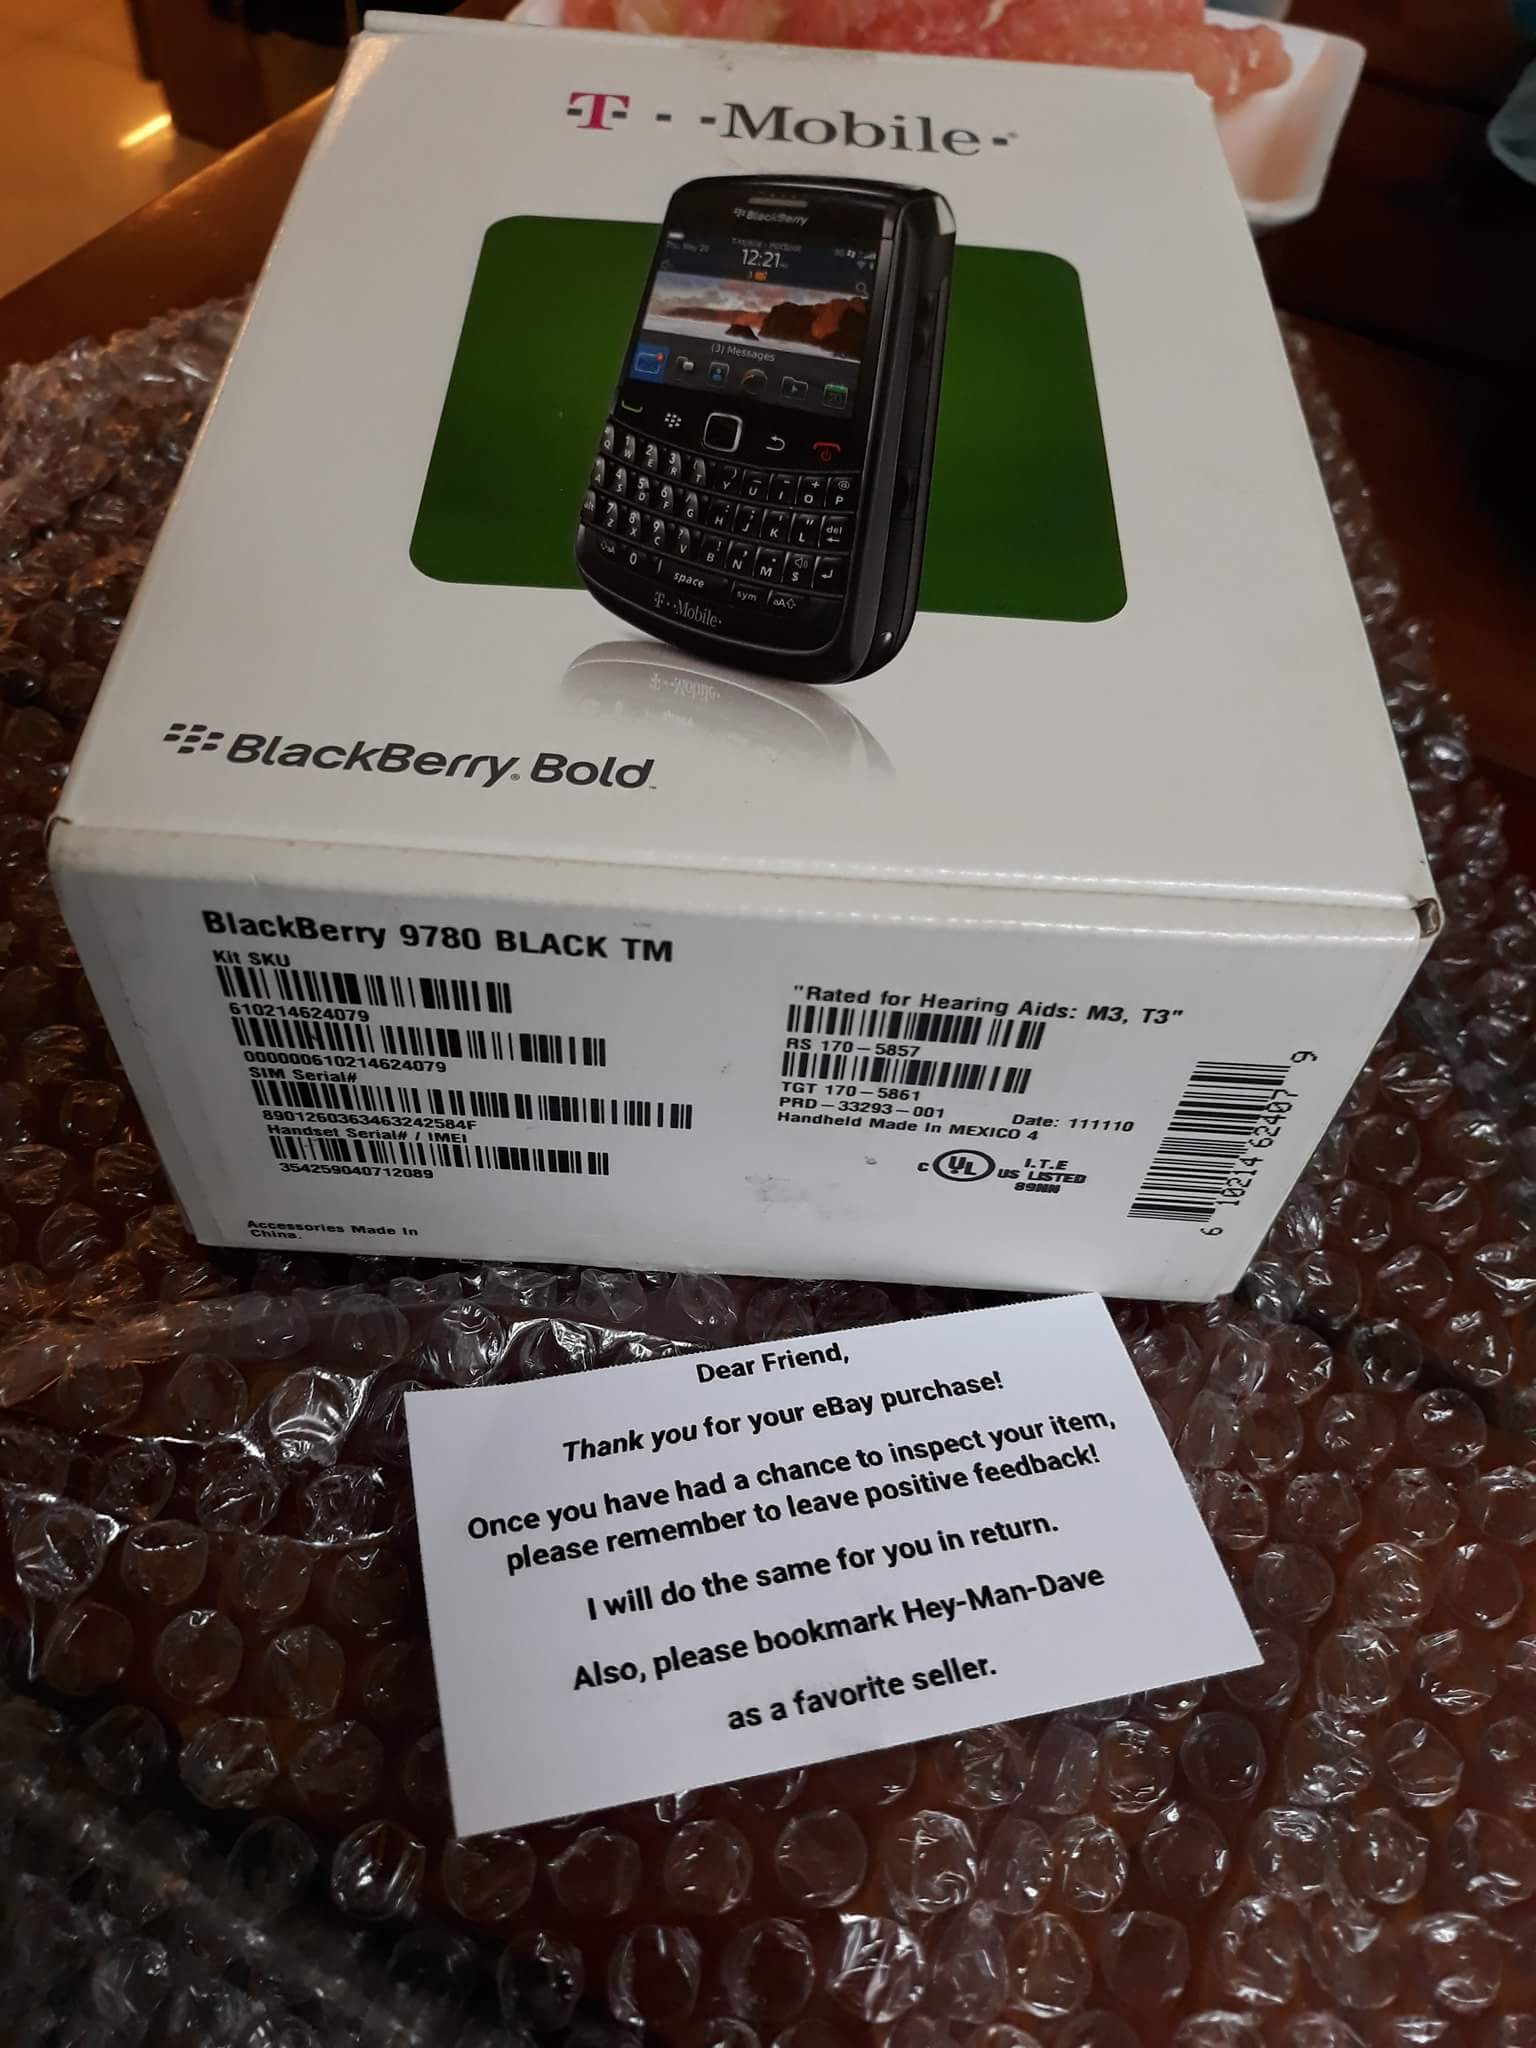 T··Mobile·
BlackBerry
12:21
(3) Messages
space
sym
T··Mobile·
BlackBerry® Bold™
BlackBerry 9780 BLACK TM
Kit SKU
610214624079
000000610214624079
SIM Serial#
8901260363463242584F
Handset Serial# / IMEI
354259040712089
Accessories Made In
China.
"Rated for Hearing Aids: M3, T3"
RS 170-5857
TGT 170-5861
PRD-33293-001
Date: 111110
Handheld Made In MEXICO 4
C UL US LISTED
I.T.E
89NN
6 10214 62407 9
Dear Friend,
Thank you for your eBay purchase!
Once you have had a chance to inspect your item,
please remember to leave positive feedback!
I will do the same for you in return.
Also, please bookmark Hey-Man-Dave
as a favorite seller.